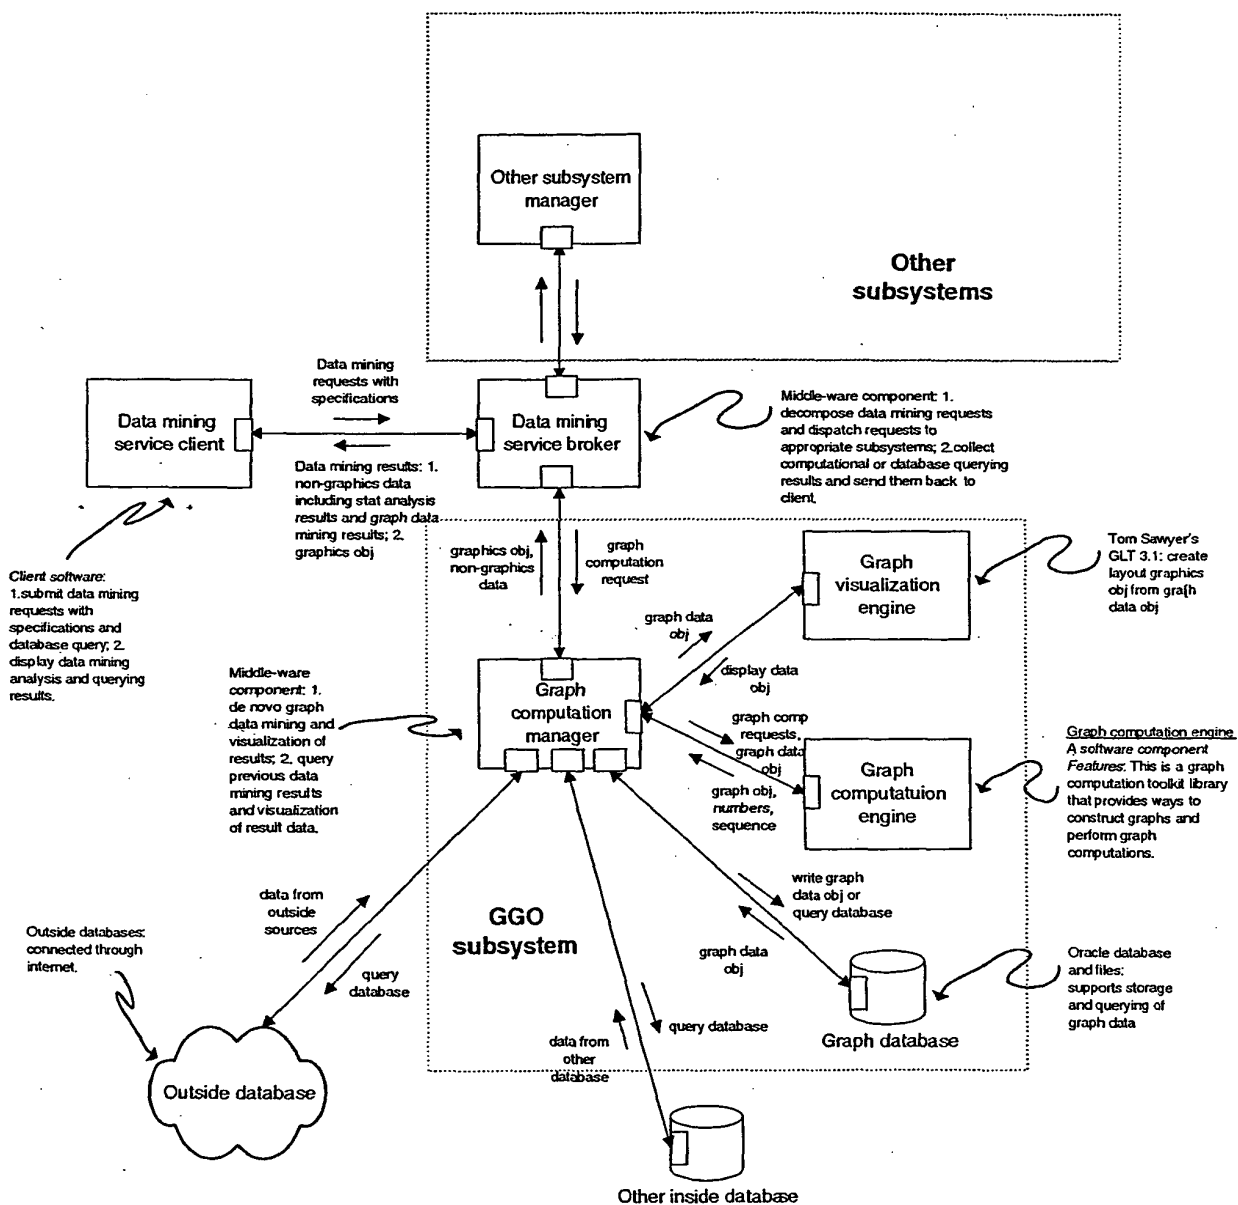 Other subsystem
manager
Other
subsystems
Data mining
requests with
specifications
Data mining
service client
Data mining
service broker
Middle-ware component: 1.
decompose data mining requests
and dispatch requests to
appropriate subsystems; 2.collect
computational or database querying
results and send them back to
client.
Data mining results: 1.
non-graphics data
including stat analysis
results and graph data
mining results; 2.
graphics obj
graphics obj,
non-graphics
data
graph
computation
request
Client software:
1.submit data mining
requests with
specifications and
database query; 2.
display data mining
analysis and querying
results.
Graph
visualization
engine
Tom Sawyer's
GLT 3.1: create
layout graphics
obj from gra[h
data obj
graph data
obj
display data
obj
Middle-ware
component: 1.
de novo graph
data mining and
visualization of
results; 2. query
previous data
mining results
and visualization
of result data.
Graph
computation
manager
graph comp
requests,
graph data
obj
graph obj,
numbers,
sequence
Graph
computatuion
engine
Graph computation engine
A software component
Features: This is a graph
computation toolkit library
that provides ways to
construct graphs and
perform graph
computations.
data from
outside
sources
query
database
write graph
data obj or
query database
graph data
obj
GGO
subsystem
Outside databases:
connected through
internet.
Oracle database
and files:
supports storage
and querying of
graph data
Graph database
query database
data from
other
database
Outside database
Other inside database